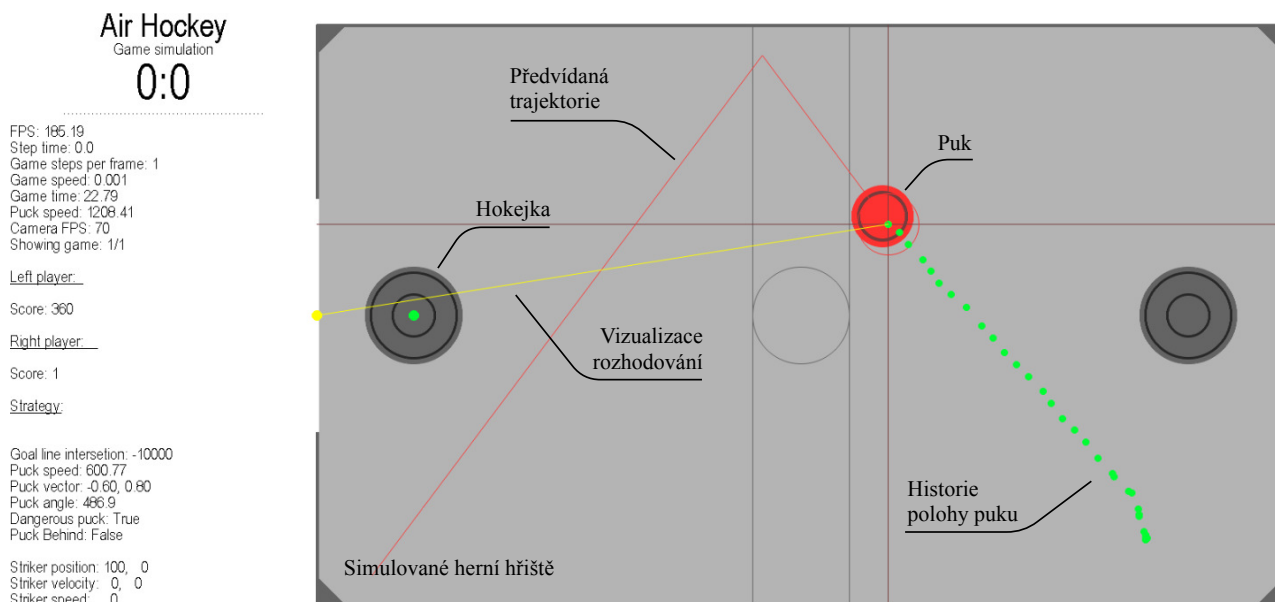 Air Hockey
Game simulation
0:0
FPS: 185.19
Step time: 0.0
Game steps per frame: 1
Game speed: 0.001
Game time: 22.79
Puck speed: 1208.41
Camera FPS: 70
Showing game: 1/1
Left player:
Score: 360
Right player:
Score: 1
Strategy:
Goal line intersetion: -10000
Puck speed: 600.77
Puck vector: -0.60, 0.80
Puck angle: 486.9
Dangerous puck: True
Puck Behind: False
Striker position: 100, 0
Striker velocity: 0, 0
Striker speed: 0
Předvídaná
trajektorie
Puk
Hokejka
Vizualizace
rozhodování
Historie
polohy puku
Simulované herní hřiště